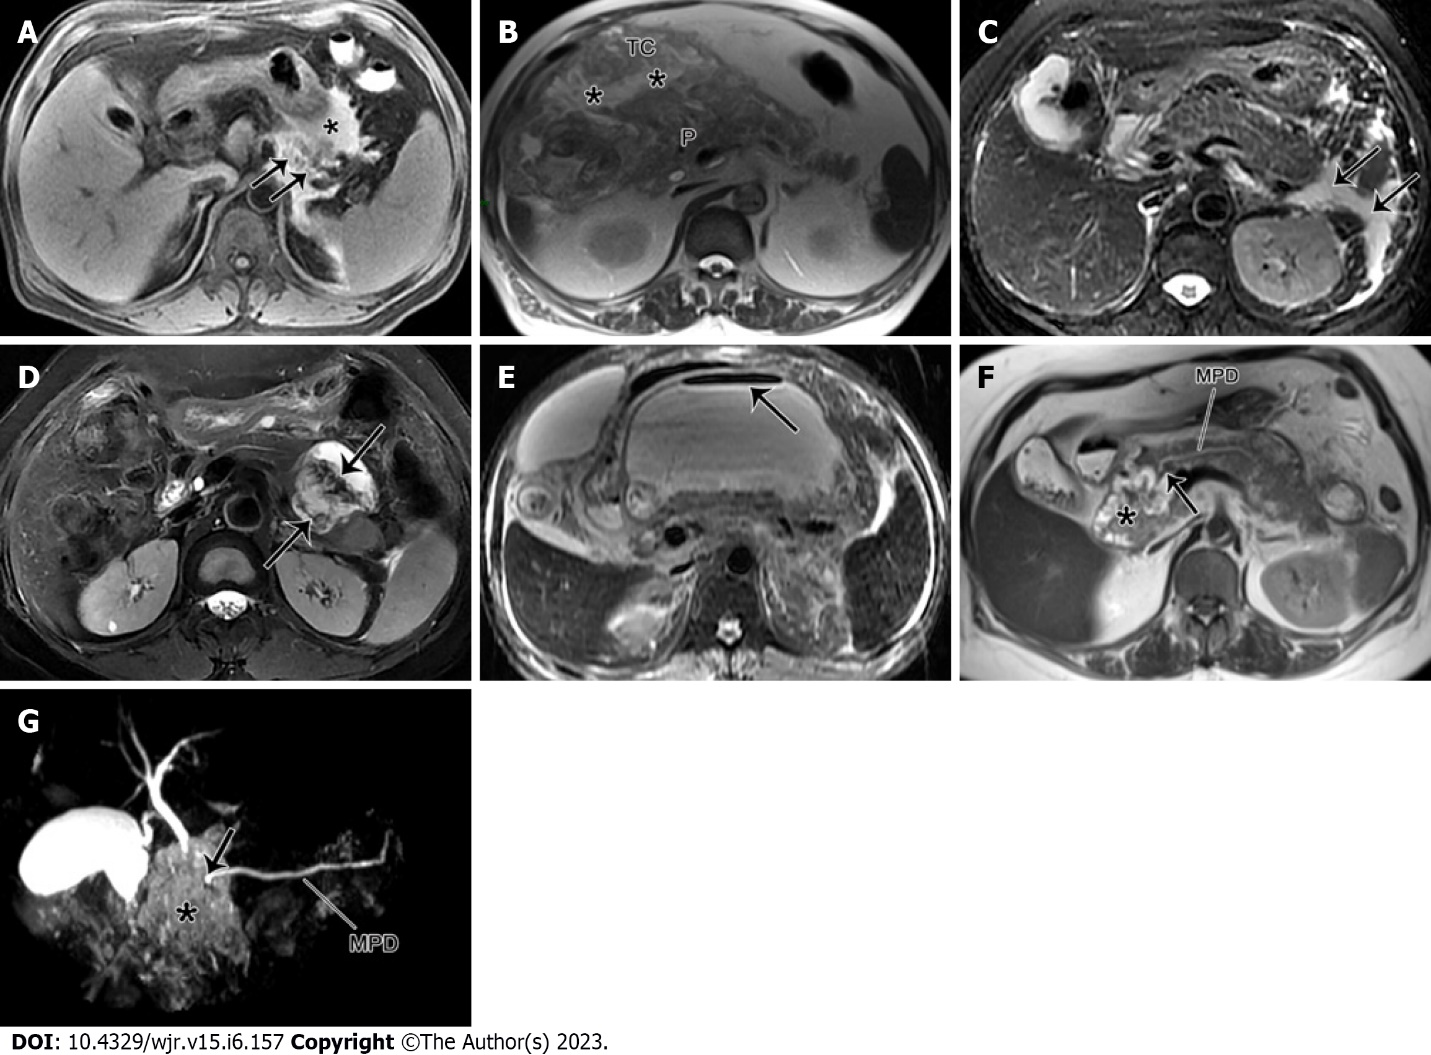 A
B
C
TC
P
D
E
F
MPD
G
MPD
DOI: 10.4329/wjr.v15.i6.157 Copyright ©The Author(s) 2023.